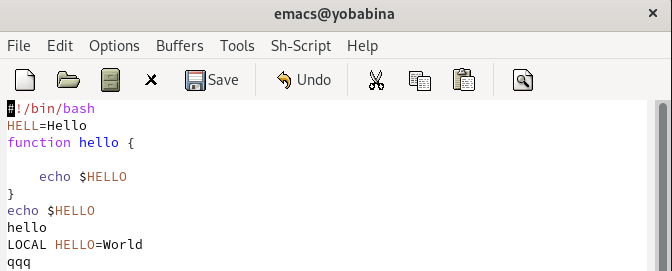 emacs@yobabina ×
File Edit Options Buffers Tools Sh-Script Help
Save Undo
#!/bin/bash
HELL=Hello
function hello {
    echo $HELLO
}
echo $HELLO
hello
LOCAL HELLO=World
qqq